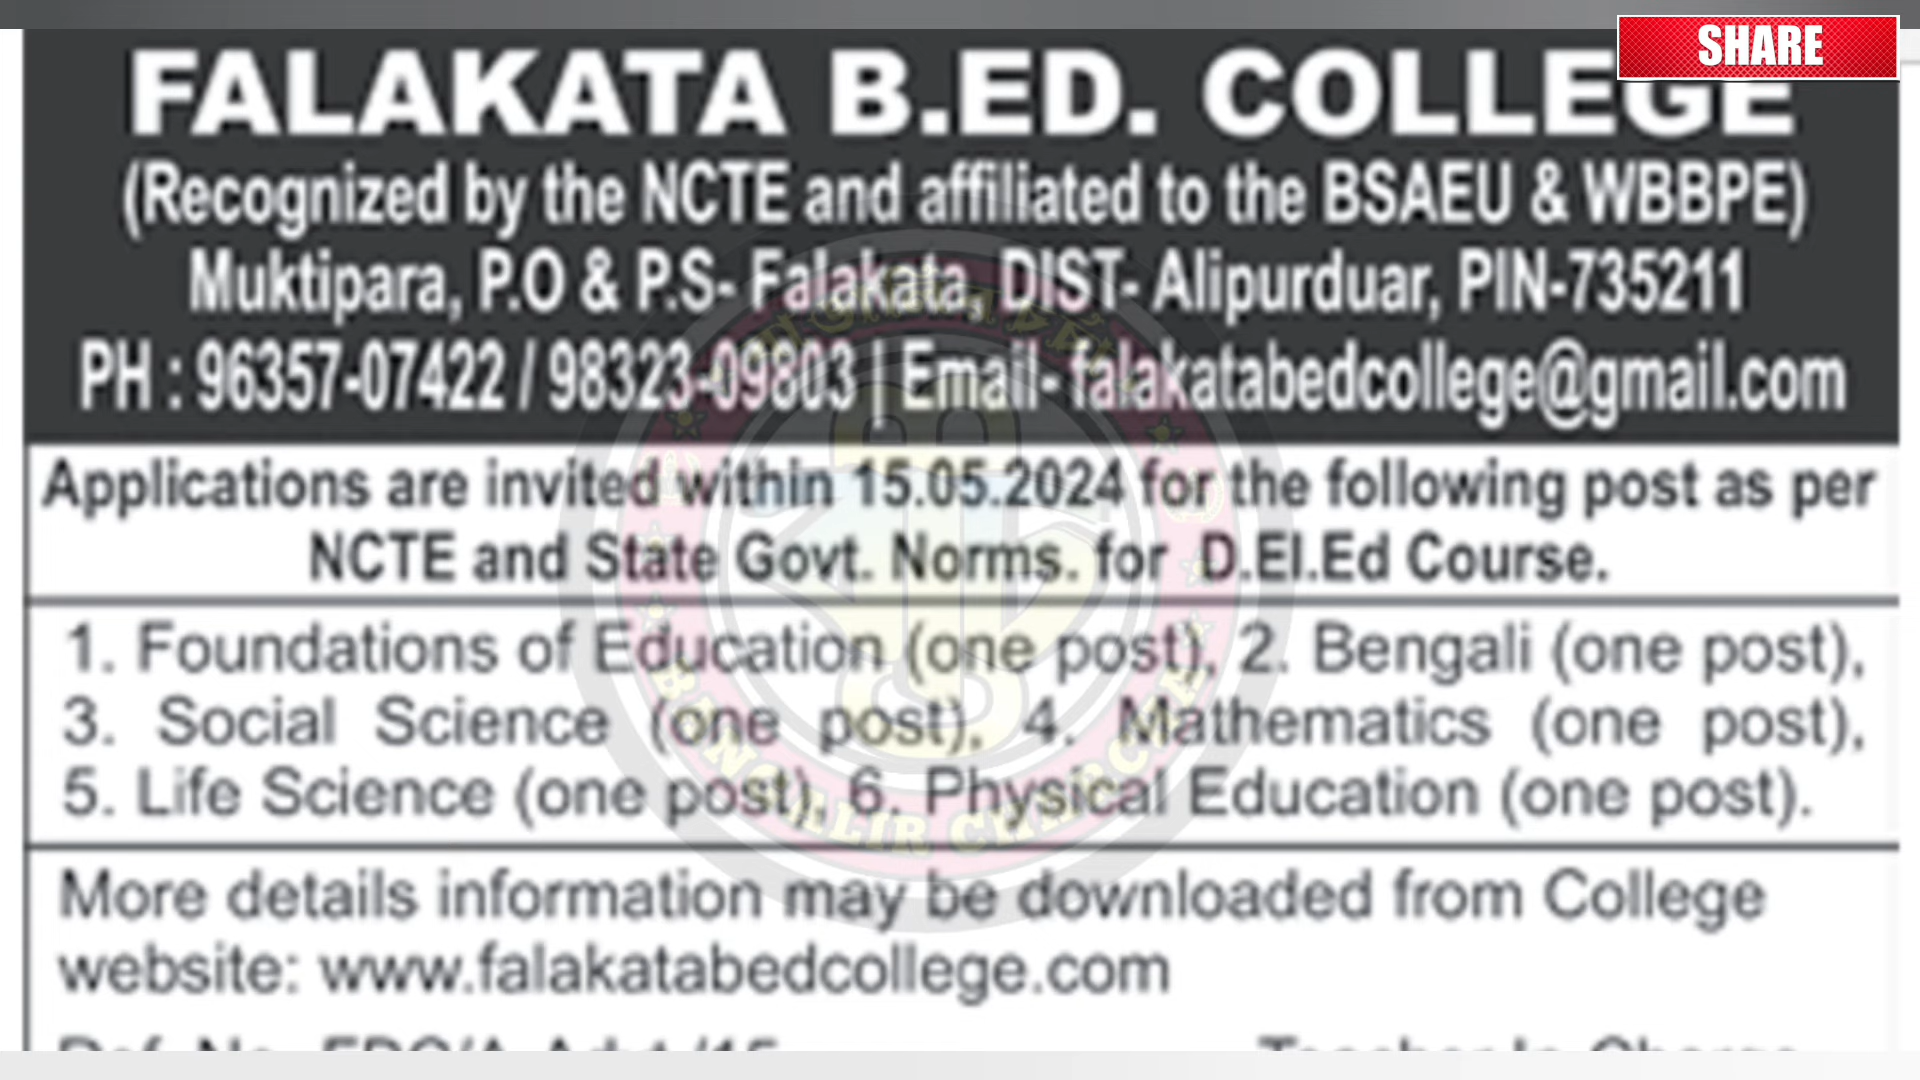 SHARE
FALAKATA B.ED. COLLEGE
(Recognized by the NCTE and affiliated to the BSAEU & WBBPE)
Muktipara, P.O & P.S- Falakata, DIST- Alipurduar, PIN-735211
PH : 96357-07422 / 98323-09803 | Email- falakatabedcollege@gmail.com
Applications are invited within 15.05.2024 for the following post as per
NCTE and State Govt. Norms. for D.El.Ed Course.
1. Foundations of Education (one post), 2. Bengali (one post),
3. Social Science (one post), 4. Mathematics (one post),
5. Life Science (one post), 6. Physical Education (one post).
More details information may be downloaded from College
website: www.falakatabedcollege.com